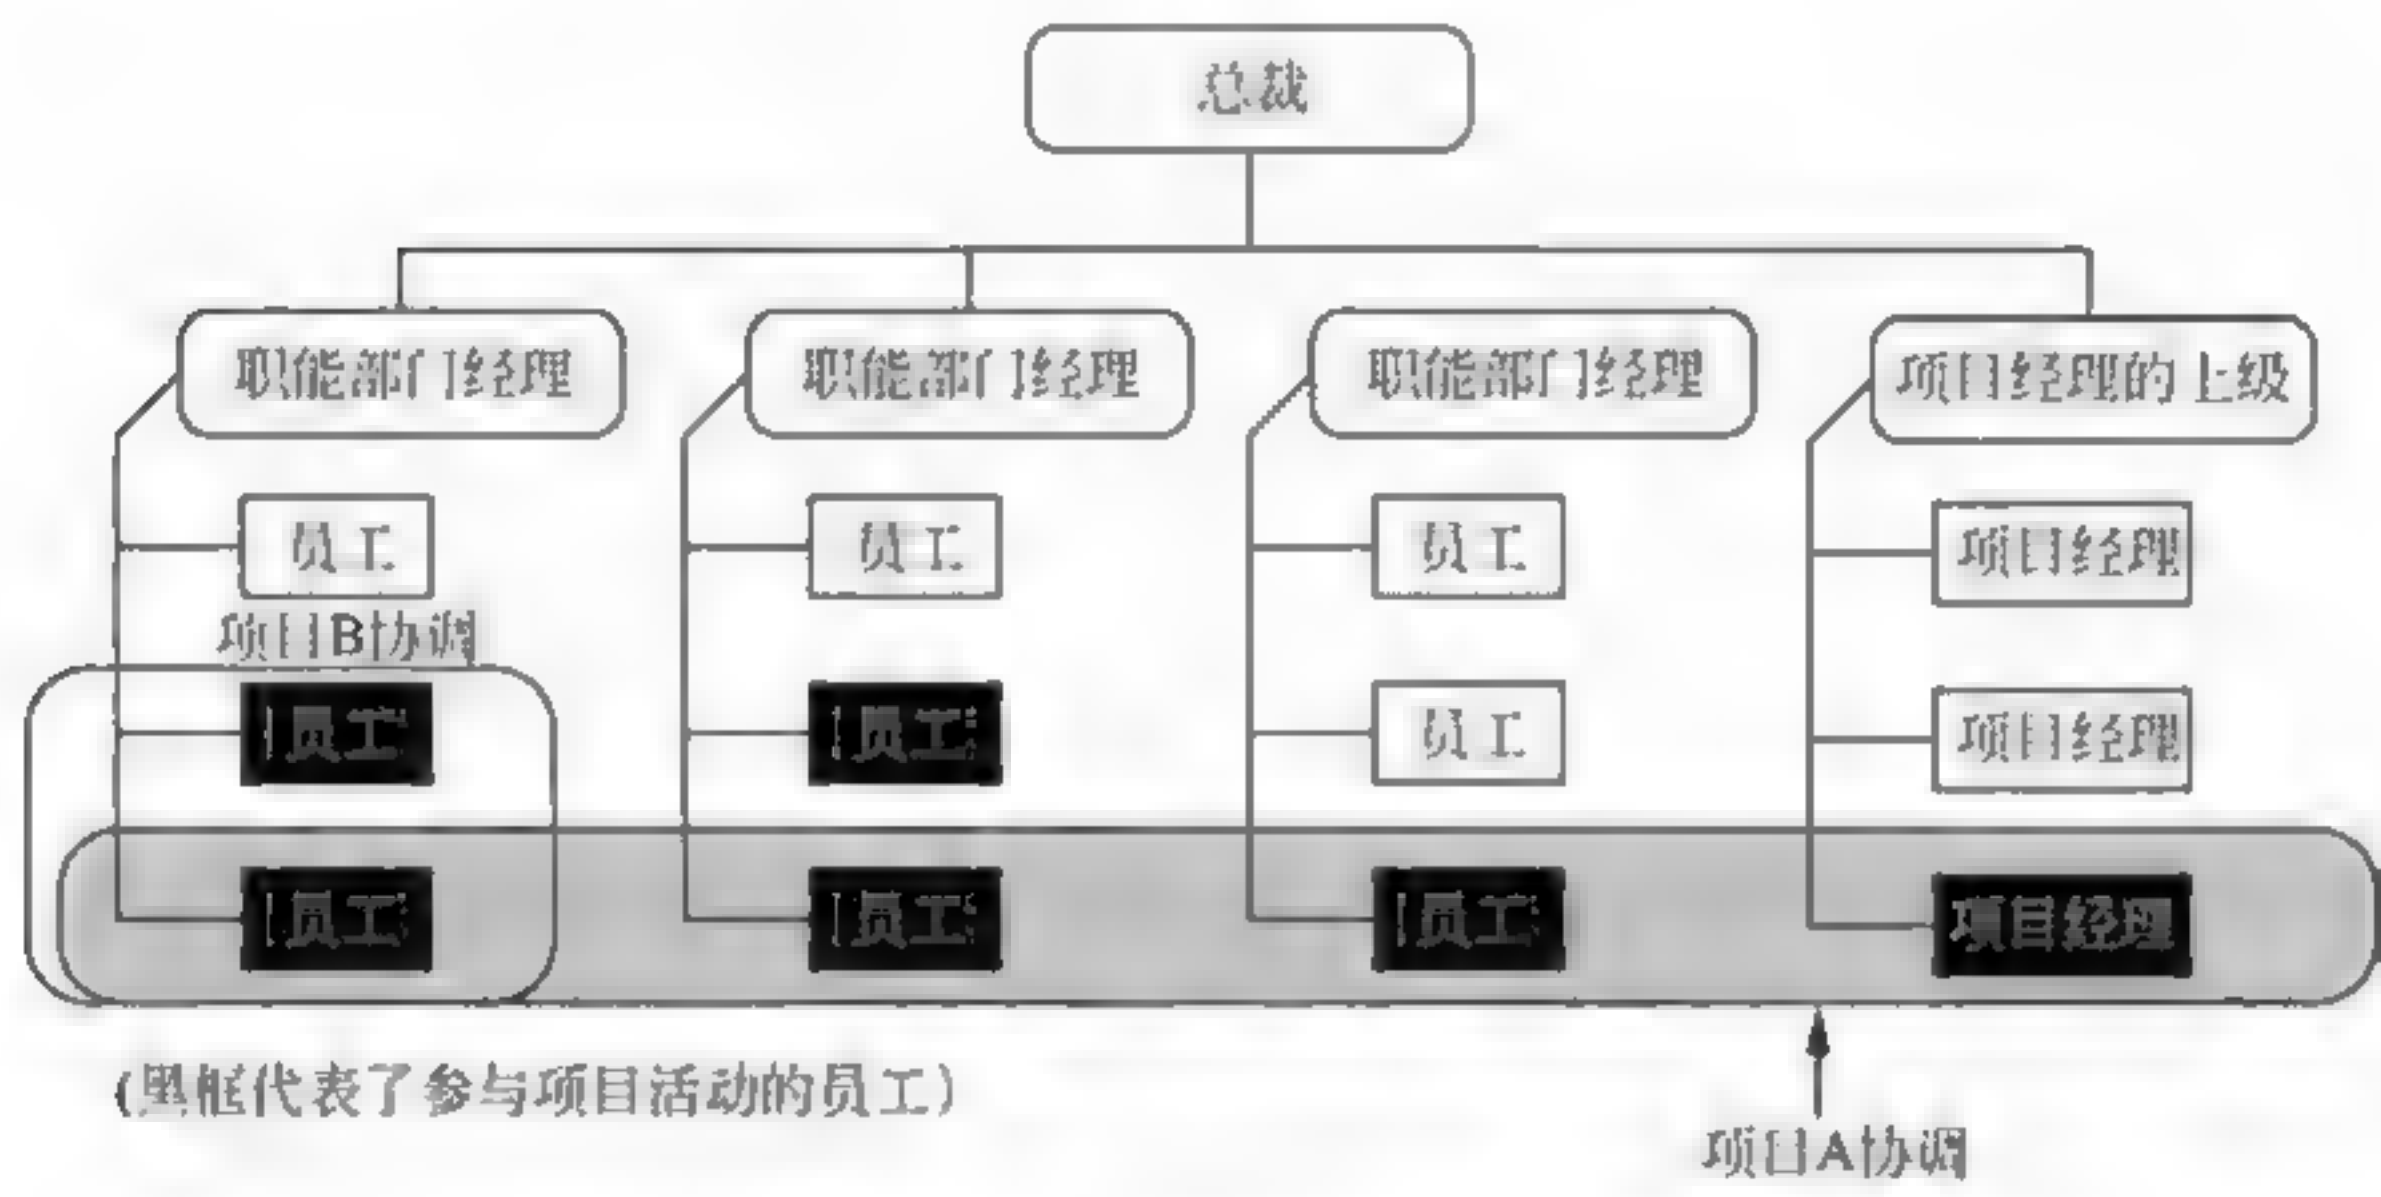 总裁
职能部门经理 职能部门经理 职能部门经理 项目经理的上级
员工 员工 员工 项目经理
项目B协调
员工 员工 员工 项目经理
员工 员工 员工 项目经理
(黑框代表了参与项目活动的员工)
项目A协调